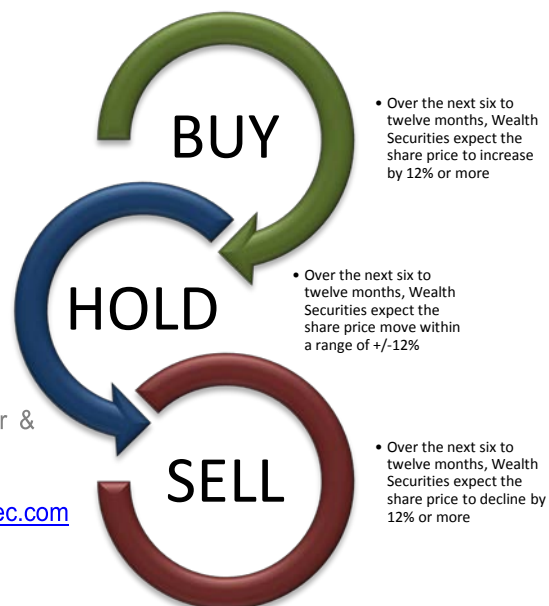 BUY
• Over the next six to
twelve months, Wealth
Securities expect the
share price to increase
by 12% or more
HOLD
• Over the next six to
twelve months, Wealth
Securities expect the
share price move within
a range of +/-12%
r &
SELL
• Over the next six to
twelve months, Wealth
Securities expect the
share price to decline by
12% or more
ec.com